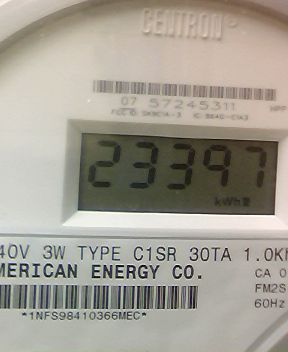 CENTRON
07 57245311
23397
kWh
40V 3W TYPE C1SR 30TA 1.0Kh
MERICAN ENERGY CO.
CA 0
FM2S
60Hz
*1NFS98410366MEC*